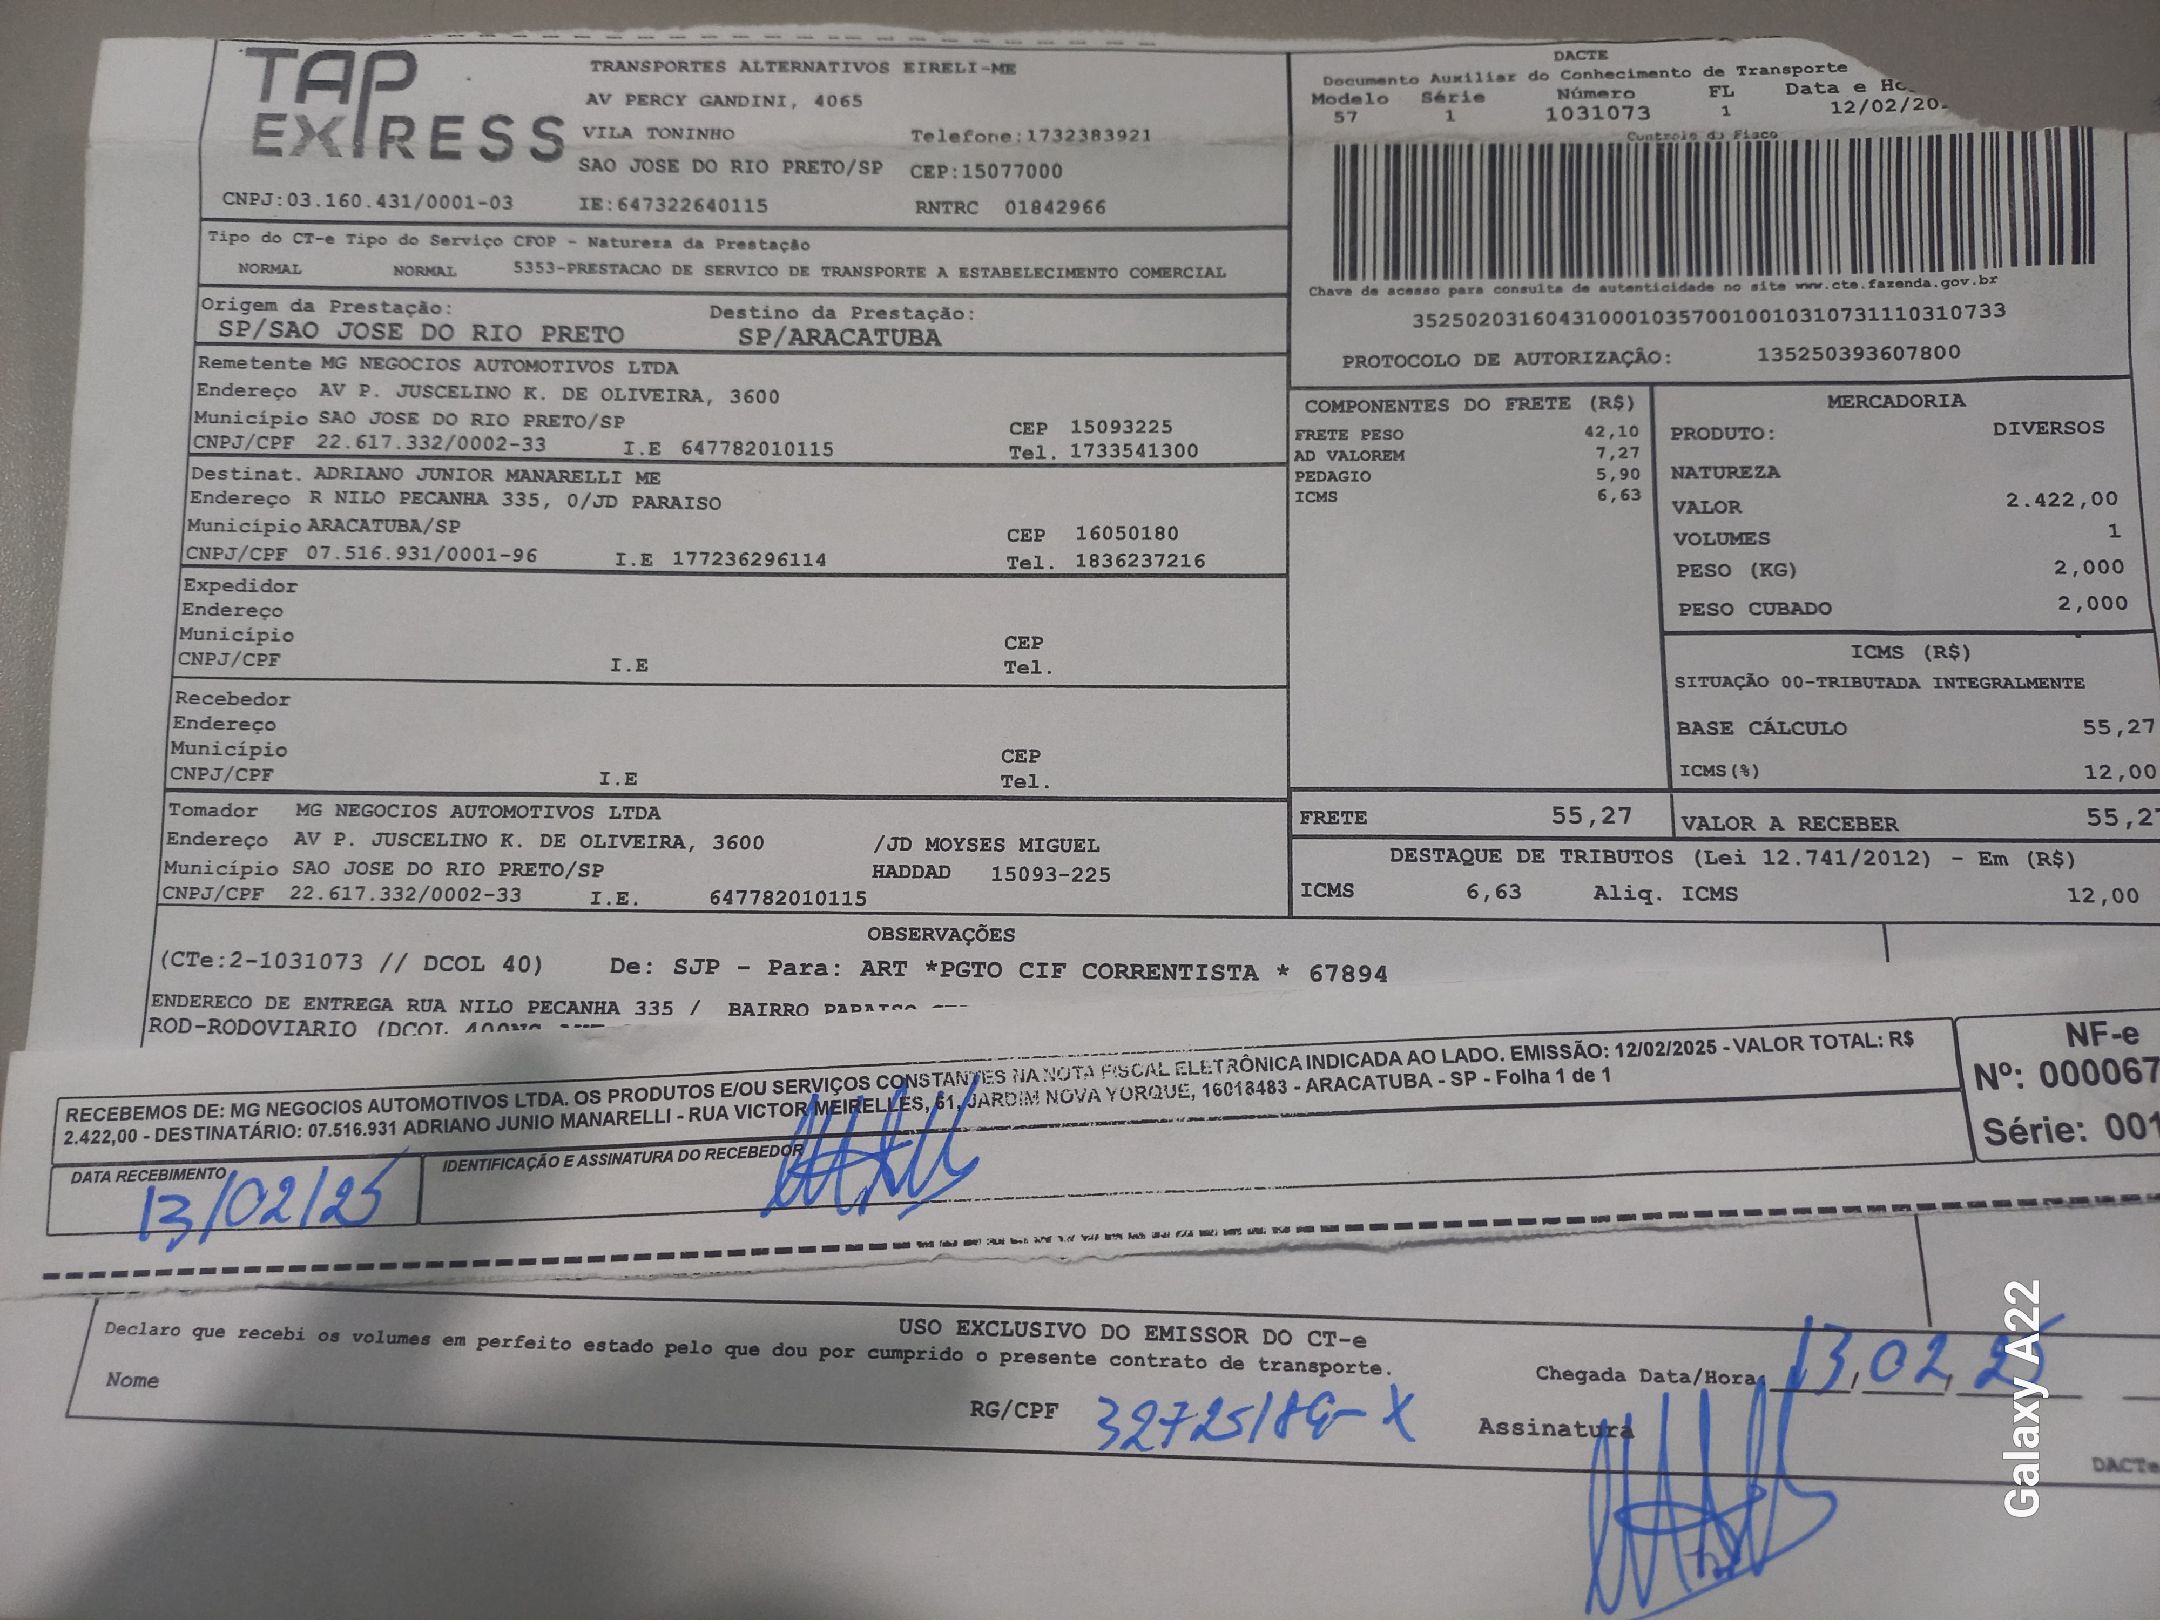 TAP
EXPRESS
TRANSPORTES ALTERNATIVOS EIRELI-ME
AV PERCY GANDINI, 4065
VILA TONINHO Telefone:1732383921
SAO JOSE DO RIO PRETO/SP CEP:15077000
CNPJ:03.160.431/0001-03 IE:647322640115 RNTRC 01842966
DACTE
Documento Auxiliar do Conhecimento de Transporte
Modelo Série Número FL Data e
57 1 1031073 1 12/02/
Controle do Fisco
Chave de acesso para consulta de autenticidade no site www.cte.fazenda.gov.br
35250203160431000103570010010310731110310733
PROTOCOLO DE AUTORIZAÇÃO: 135250393607800
Tipo do CT-e Tipo do Serviço CFOP - Natureza da Prestação
NORMAL NORMAL 5353-PRESTACAO DE SERVICO DE TRANSPORTE A ESTABELECIMENTO COMERCIAL
Origem da Prestação: Destino da Prestação:
SP/SAO JOSE DO RIO PRETO SP/ARACATUBA
Remetente MG NEGOCIOS AUTOMOTIVOS LTDA
Endereço AV P. JUSCELINO K. DE OLIVEIRA, 3600
Município SAO JOSE DO RIO PRETO/SP CEP 15093225
CNPJ/CPF 22.617.332/0002-33 I.E 647782010115 Tel. 1733541300
Destinat. ADRIANO JUNIOR MANARELLI ME
Endereço R NILO PECANHA 335, 0/JD PARAISO
Município ARACATUBA/SP CEP 16050180
CNPJ/CPF 07.516.931/0001-96 I.E 177236296114 Tel. 1836237216
Expedidor
Endereço
Município CEP
CNPJ/CPF I.E Tel.
Recebedor
Endereço
Município CEP
CNPJ/CPF I.E Tel.
Tomador MG NEGOCIOS AUTOMOTIVOS LTDA
Endereço AV P. JUSCELINO K. DE OLIVEIRA, 3600 /JD MOYSES MIGUEL
Município SAO JOSE DO RIO PRETO/SP HADDAD 15093-225
CNPJ/CPF 22.617.332/0002-33 I.E. 647782010115
COMPONENTES DO FRETE (R$)
FRETE PESO 42,10
AD VALOREM 7,27
PEDAGIO 5,90
ICMS 6,63
MERCADORIA
PRODUTO: DIVERSOS
NATUREZA
VALOR 2.422,00
VOLUMES 1
PESO (KG) 2,000
PESO CUBADO 2,000
ICMS (R$)
SITUAÇÃO 00-TRIBUTADA INTEGRALMENTE
BASE CÁLCULO 55,27
ICMS(%) 12,00
FRETE 55,27 VALOR A RECEBER 55,27
DESTAQUE DE TRIBUTOS (Lei 12.741/2012) - Em (R$)
ICMS 6,63 Aliq. ICMS 12,00
OBSERVAÇÕES
(CTe:2-1031073 // DCOL 40) De: SJP - Para: ART *PGTO CIF CORRENTISTA * 67894
ENDERECO DE ENTREGA RUA NILO PECANHA 335 / BAIRRO PARAISO
ROD-RODOVIARIO (DCOL
RECEBEMOS DE: MG NEGOCIOS AUTOMOTIVOS LTDA. OS PRODUTOS E/OU SERVIÇOS CONSTANTES NA NOTA FISCAL ELETRÔNICA INDICADA AO LADO. EMISSÃO: 12/02/2025 - VALOR TOTAL: R$
2.422,00 - DESTINATÁRIO: 07.516.931 ADRIANO JUNIO MANARELLI - RUA VICTOR MEIRELLES, 61, JARDIM NOVA YORQUE, 16018483 - ARACATUBA - SP - Folha 1 de 1
NF-e
Nº: 000067
Série: 001
DATA RECEBIMENTO IDENTIFICAÇÃO E ASSINATURA DO RECEBEDOR
13/02/25
USO EXCLUSIVO DO EMISSOR DO CT-e
Declaro que recebi os volumes em perfeito estado pelo que dou por cumprido o presente contrato de transporte.
Nome
RG/CPF 32725189-X
Chegada Data/Hora 13,02,25
Assinatura
DACTe
Galaxy A22